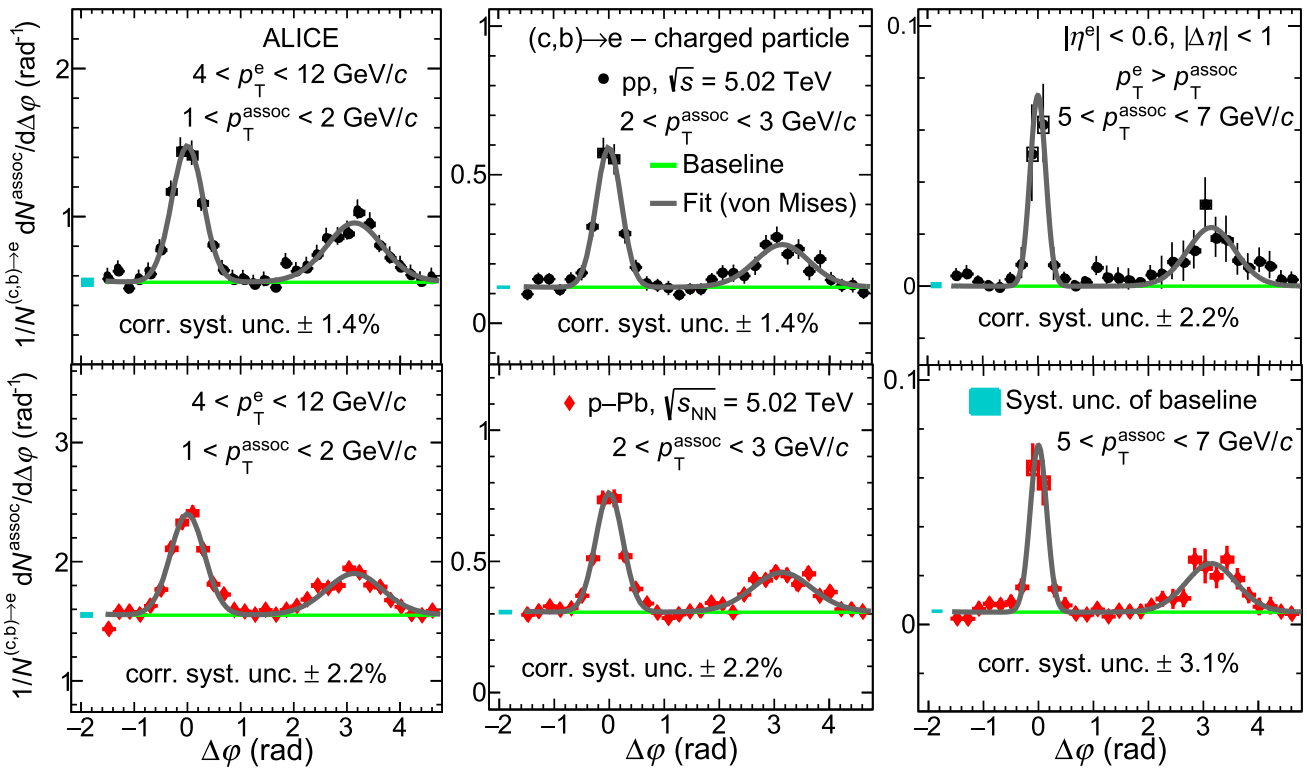 1/N^(c,b)→e dN^assoc/dΔφ (rad⁻¹)
2
1
ALICE
4 < p_T^e < 12 GeV/c
1 < p_T^assoc < 2 GeV/c
corr. syst. unc. ± 1.4%
1
0.5
0
(c,b)→e – charged particle
pp, √s = 5.02 TeV
2 < p_T^assoc < 3 GeV/c
Baseline
Fit (von Mises)
corr. syst. unc. ± 1.4%
0.1
0
|η^e| < 0.6, |Δη| < 1
p_T^e > p_T^assoc
5 < p_T^assoc < 7 GeV/c
corr. syst. unc. ± 2.2%
1/N^(c,b)→e dN^assoc/dΔφ (rad⁻¹)
3
2
1
4 < p_T^e < 12 GeV/c
1 < p_T^assoc < 2 GeV/c
corr. syst. unc. ± 2.2%
−2 −1 0 1 2 3 4
Δφ (rad)
1
0.5
0
p–Pb, √s_NN = 5.02 TeV
2 < p_T^assoc < 3 GeV/c
corr. syst. unc. ± 2.2%
−2 −1 0 1 2 3 4
Δφ (rad)
0.1
0
Syst. unc. of baseline
5 < p_T^assoc < 7 GeV/c
corr. syst. unc. ± 3.1%
−2 −1 0 1 2 3 4
Δφ (rad)